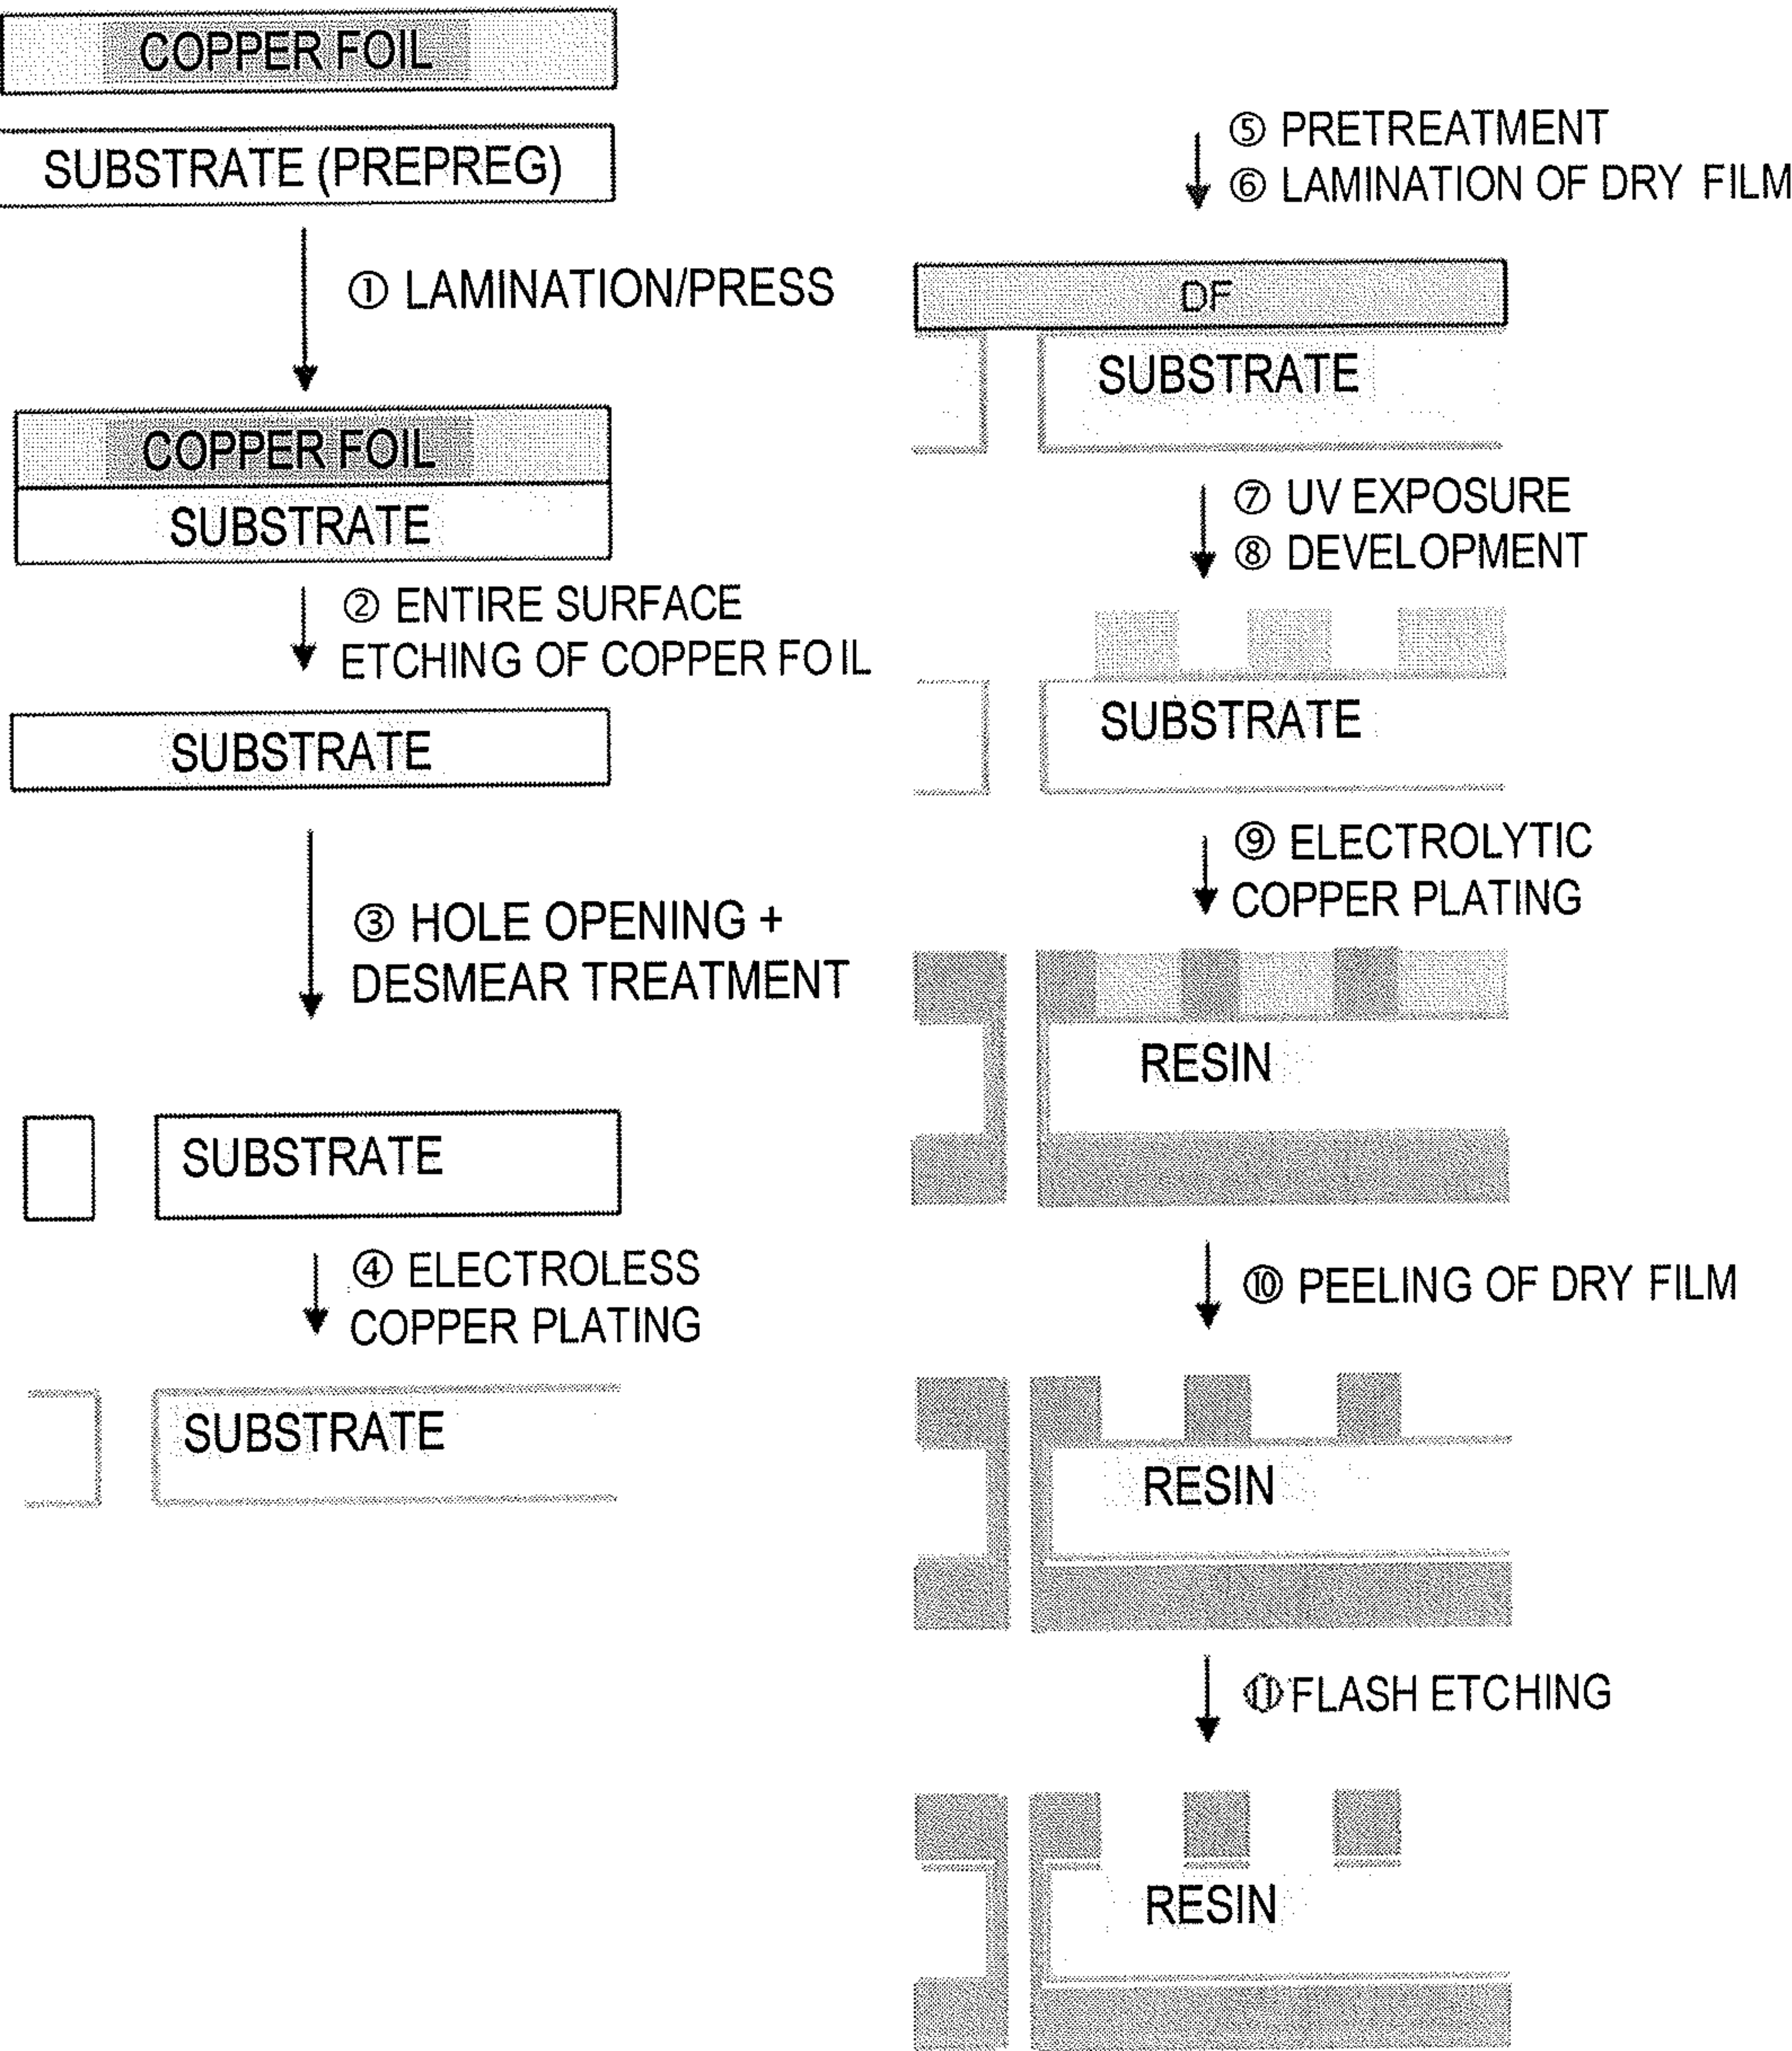 COPPER FOIL
SUBSTRATE (PREPREG)
① LAMINATION/PRESS
COPPER FOIL
SUBSTRATE
② ENTIRE SURFACE
ETCHING OF COPPER FOIL
SUBSTRATE
③ HOLE OPENING +
DESMEAR TREATMENT
SUBSTRATE
④ ELECTROLESS
COPPER PLATING
SUBSTRATE
⑤ PRETREATMENT
⑥ LAMINATION OF DRY FILM
DF
SUBSTRATE
⑦ UV EXPOSURE
⑧ DEVELOPMENT
SUBSTRATE
⑨ ELECTROLYTIC
COPPER PLATING
RESIN
⑩ PEELING OF DRY FILM
RESIN
⑪ FLASH ETCHING
RESIN